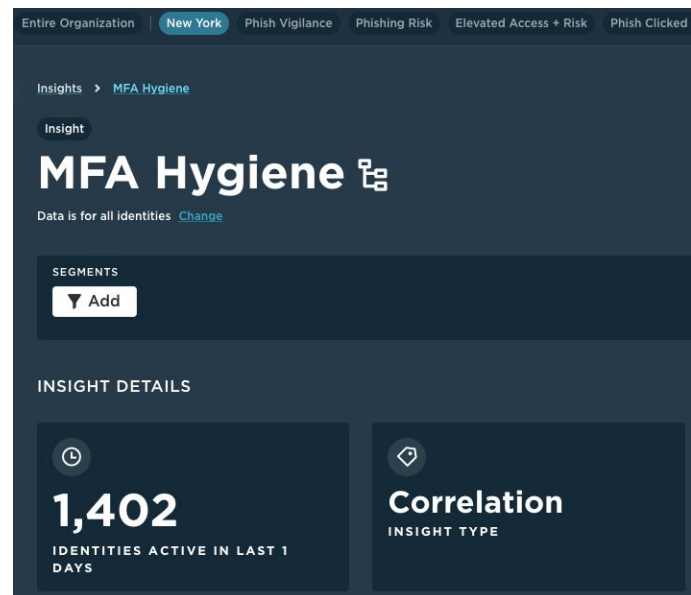 Entire Organization | New York Phish Vigilance Phishing Risk Elevated Access + Risk Phish Clicked
Insights > MFA Hygiene
Insight
MFA Hygiene
Data is for all identities Change
SEGMENTS
Add
INSIGHT DETAILS
1,402
IDENTITIES ACTIVE IN LAST 1
DAYS
Correlation
INSIGHT TYPE